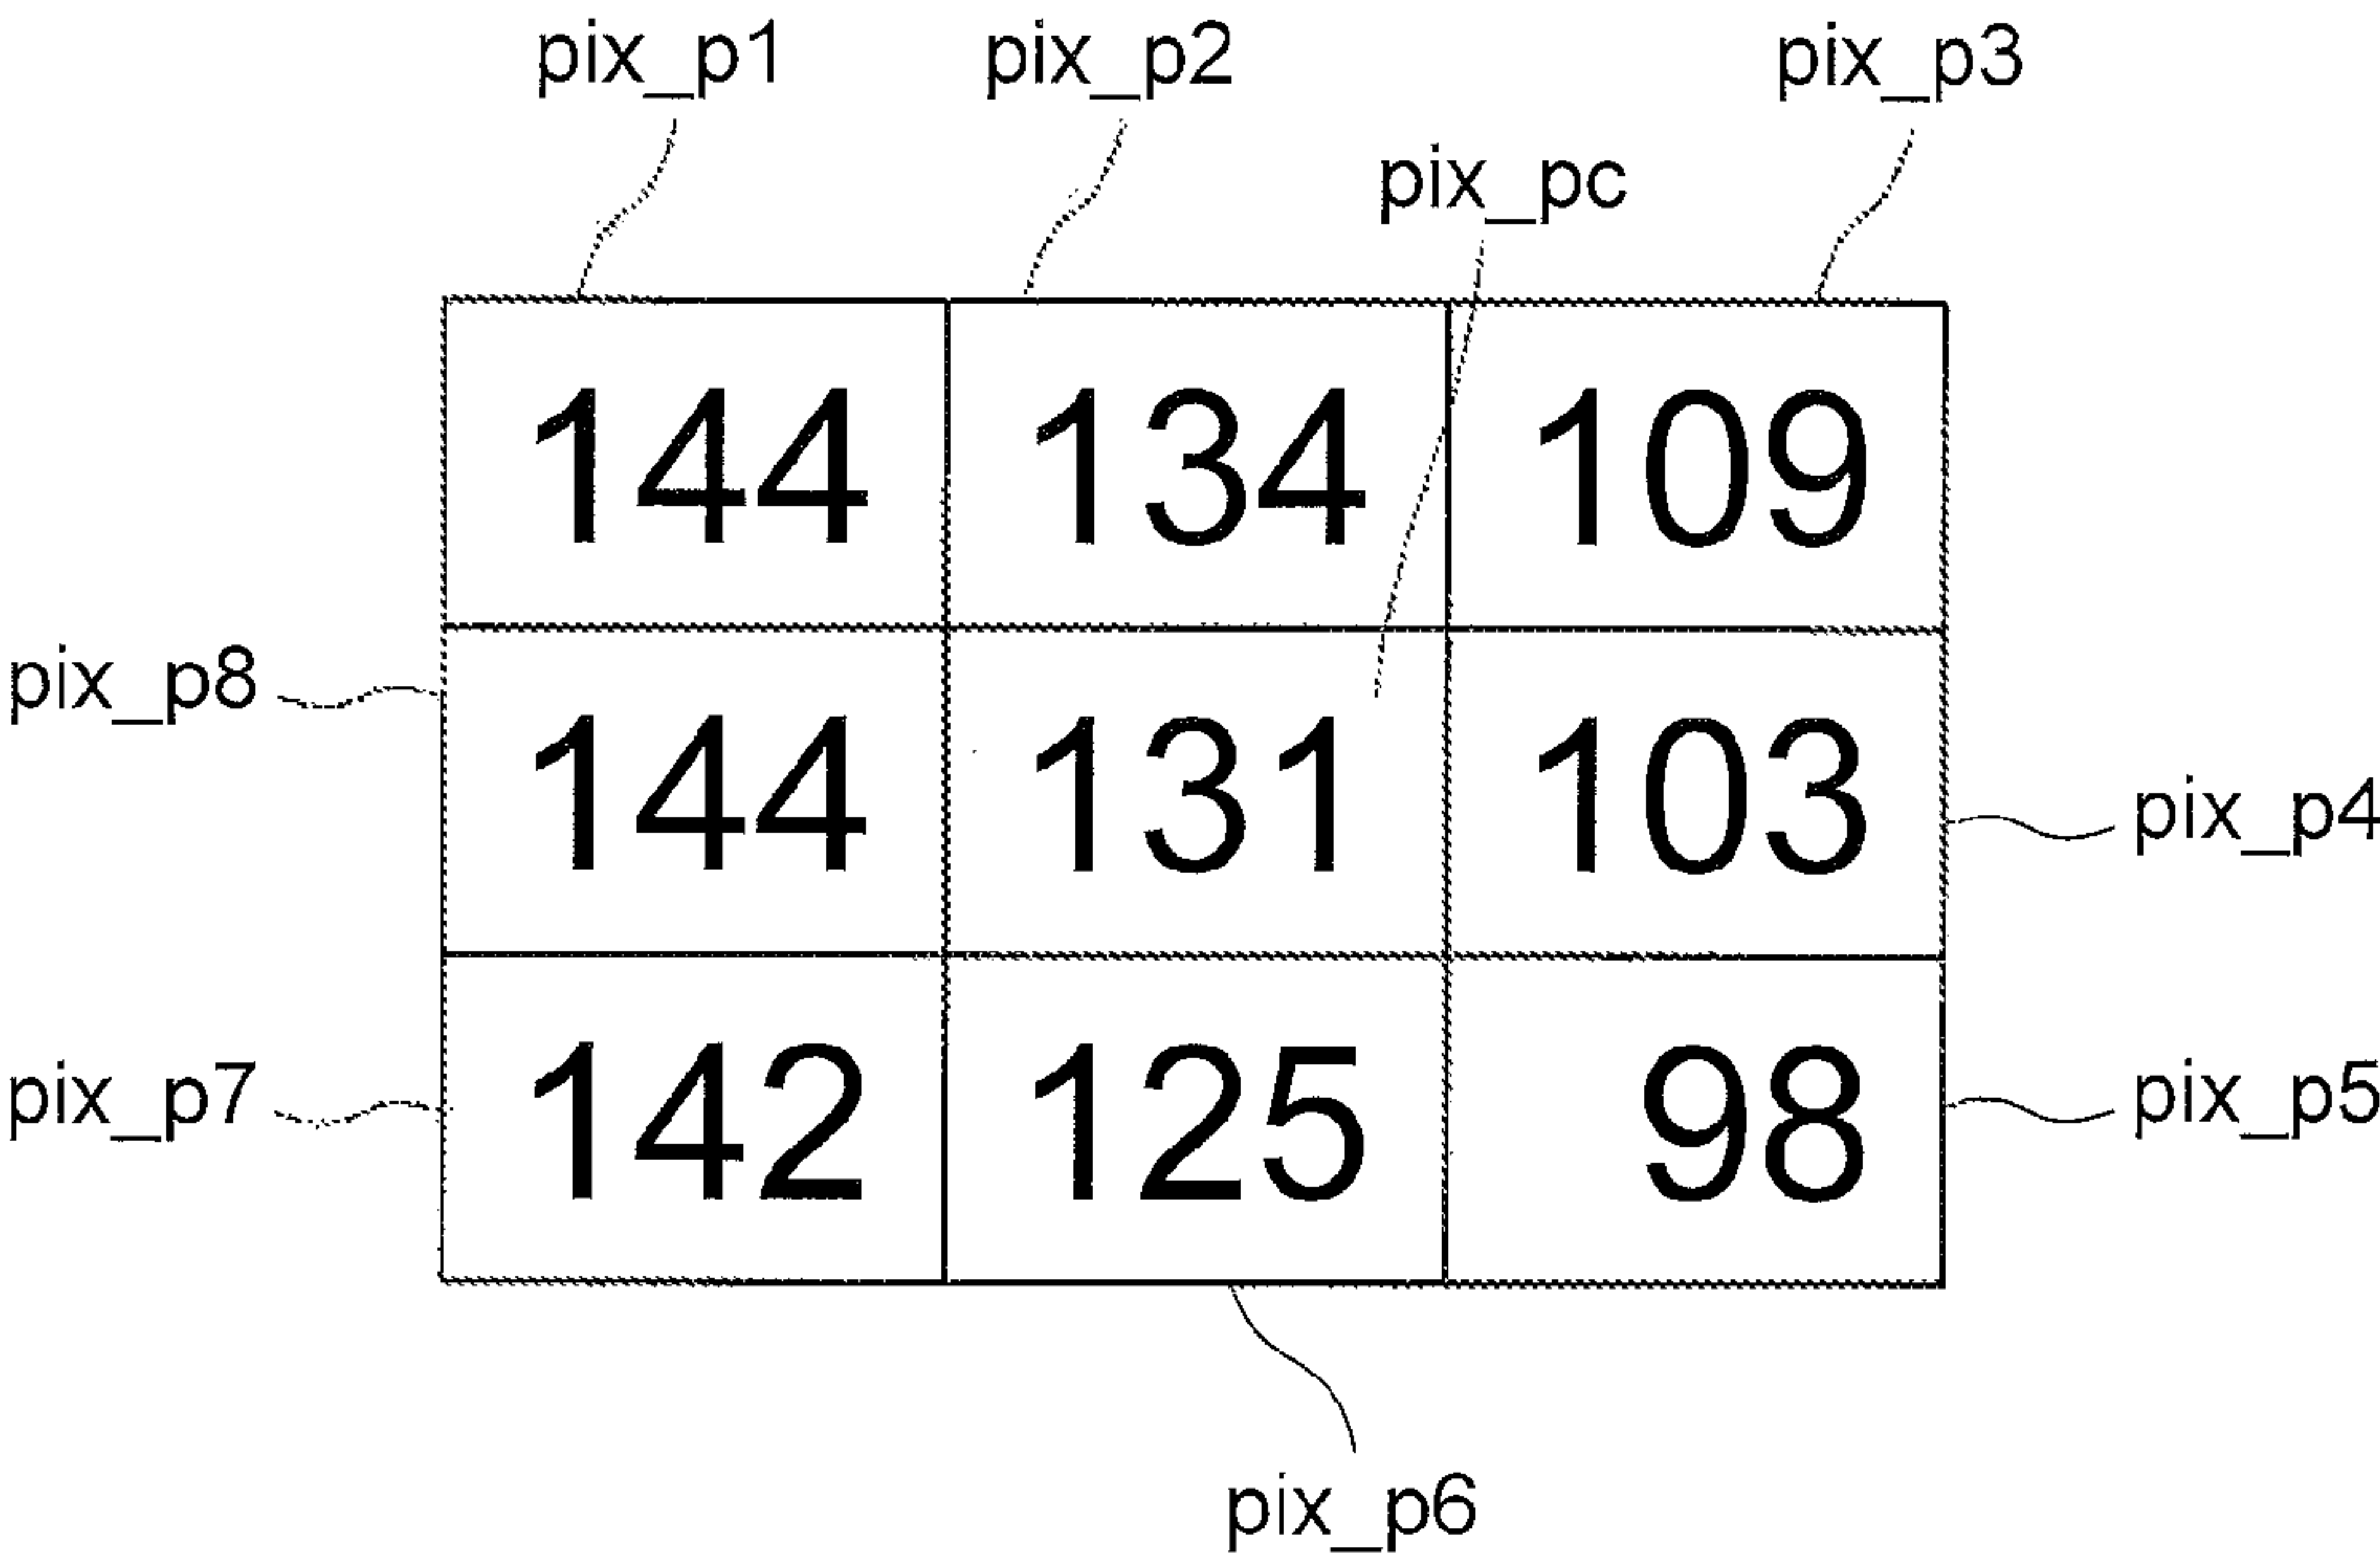 pix_p1 pix_p2 pix_p3
pix_pc
144 134 109
pix_p8
144 131 103
pix_p4
pix_p7 142 125 98 pix_p5
pix_p6